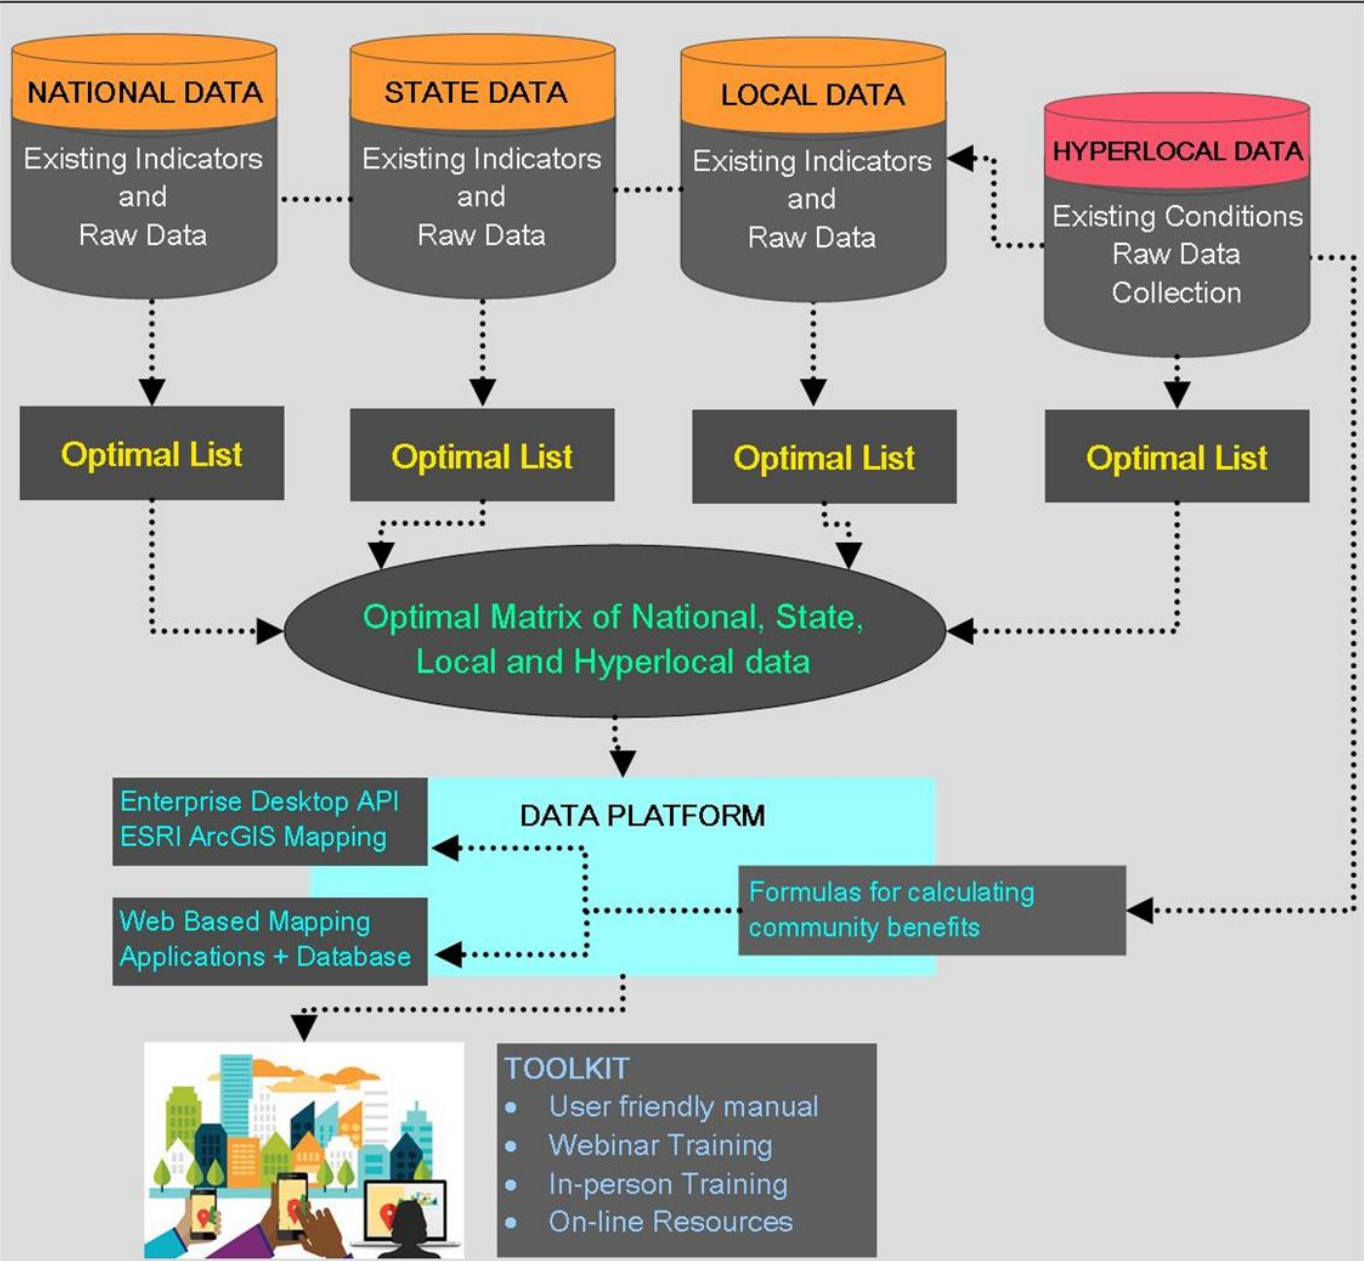 NATIONAL DATA
Existing Indicators
and
Raw Data
STATE DATA
Existing Indicators
and
Raw Data
LOCAL DATA
Existing Indicators
and
Raw Data
HYPERLOCAL DATA
Existing Conditions
Raw Data
Collection
Optimal List
Optimal List
Optimal List
Optimal List
Optimal Matrix of National, State,
Local and Hyperlocal data
DATA PLATFORM
Enterprise Desktop API
ESRI ArcGIS Mapping
Web Based Mapping
Applications + Database
Formulas for calculating
community benefits
TOOLKIT
• User friendly manual
• Webinar Training
• In-person Training
• On-line Resources